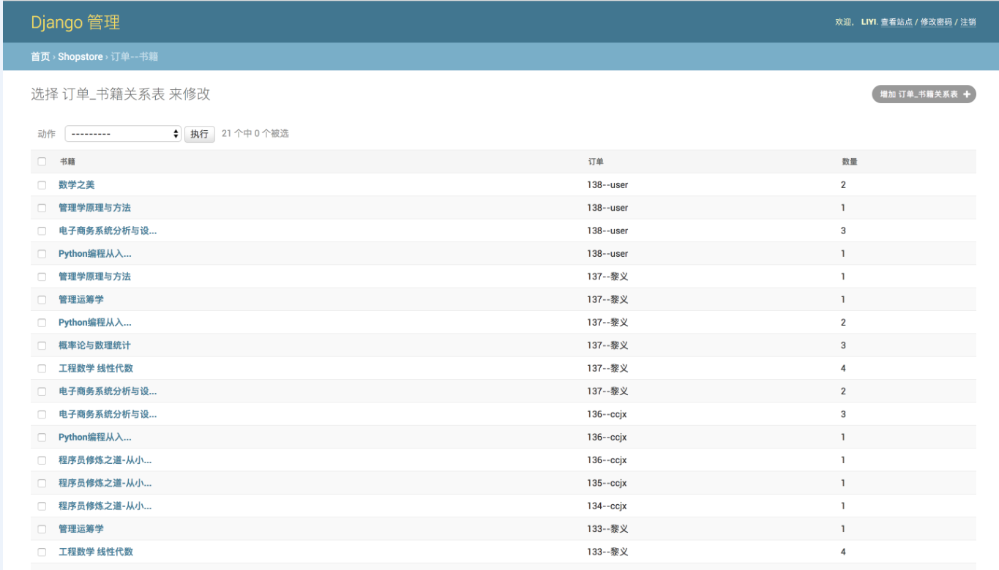 Django 管理
欢迎， LIYI. 查看站点 / 修改密码 / 注销
首页 › Shopstore › 订单--书籍
选择 订单_书籍关系表 来修改
增加 订单_书籍关系表 +
动作 --------- 执行 21 个中 0 个被选
书籍 订单 数量
数学之美 138--user 2
管理学原理与方法 138--user 1
电子商务系统分析与设... 138--user 3
Python编程从入... 138--user 1
管理学原理与方法 137--黎义 1
管理运筹学 137--黎义 1
Python编程从入... 137--黎义 2
概率论与数理统计 137--黎义 3
工程数学 线性代数 137--黎义 4
电子商务系统分析与设... 137--黎义 2
电子商务系统分析与设... 136--ccjx 3
Python编程从入... 136--ccjx 1
程序员修炼之道-从小... 136--ccjx 1
程序员修炼之道-从小... 135--ccjx 1
程序员修炼之道-从小... 134--ccjx 1
管理运筹学 133--黎义 1
工程数学 线性代数 133--黎义 4